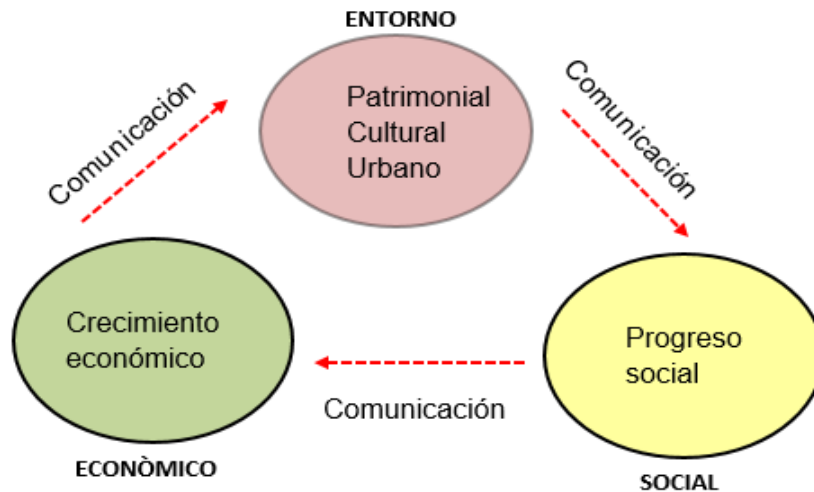 ENTORNO
Patrimonial
Cultural
Urbano
Comunicación
Comunicación
Crecimiento
económico
ECONÒMICO
Progreso
social
SOCIAL
Comunicación